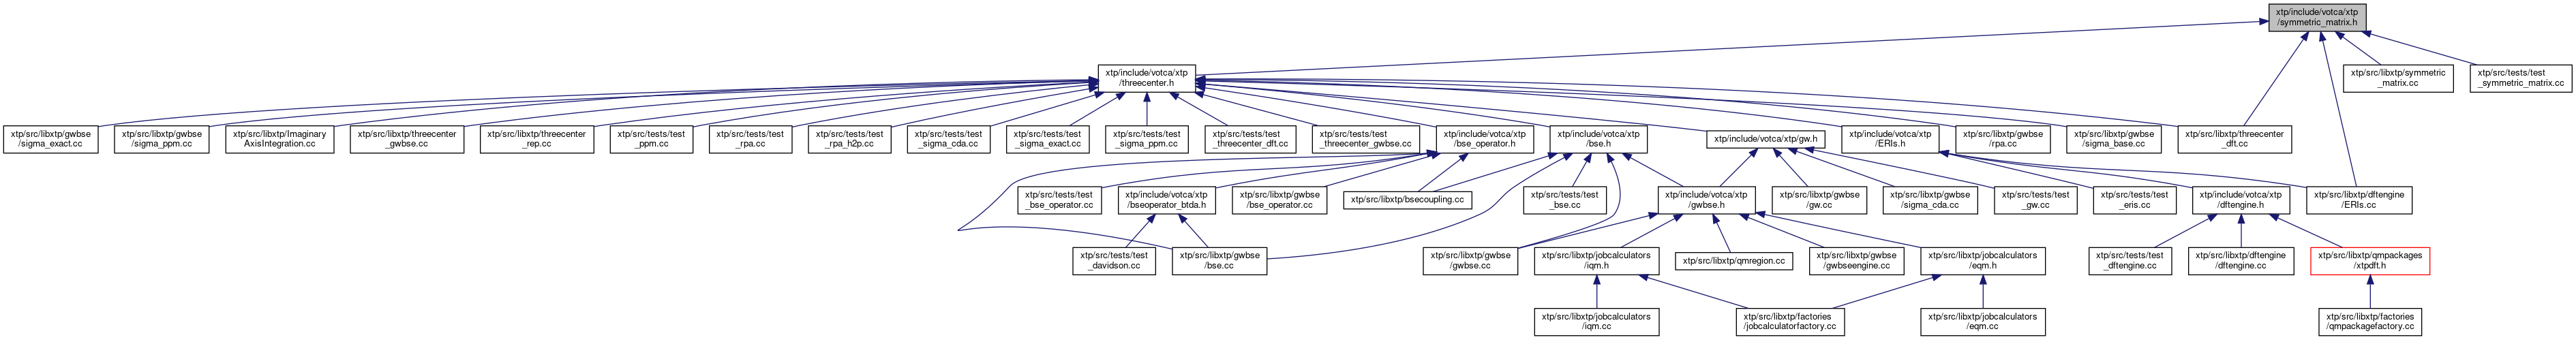 xtp/include/votca/xtp
/symmetric_matrix.h
xtp/include/votca/xtp
/threecenter.h
xtp/src/libxtp/symmetric
_matrix.cc
xtp/src/tests/test
_symmetric_matrix.cc
xtp/src/libxtp/gwbse
/sigma_exact.cc
xtp/src/libxtp/gwbse
/sigma_ppm.cc
xtp/src/libxtp/Imaginary
AxisIntegration.cc
xtp/src/libxtp/threecenter
_gwbse.cc
xtp/src/libxtp/threecenter
_rep.cc
xtp/src/tests/test
_ppm.cc
xtp/src/tests/test
_rpa.cc
xtp/src/tests/test
_rpa_h2p.cc
xtp/src/tests/test
_sigma_cda.cc
xtp/src/tests/test
_sigma_exact.cc
xtp/src/tests/test
_sigma_ppm.cc
xtp/src/tests/test
_threecenter_dft.cc
xtp/src/tests/test
_threecenter_gwbse.cc
xtp/include/votca/xtp
/bse_operator.h
xtp/include/votca/xtp
/bse.h
xtp/include/votca/xtp/gw.h
xtp/include/votca/xtp
/ERIs.h
xtp/src/libxtp/gwbse
/rpa.cc
xtp/src/libxtp/gwbse
/sigma_base.cc
xtp/src/libxtp/threecenter
_dft.cc
xtp/src/tests/test
_bse_operator.cc
xtp/include/votca/xtp
/bseoperator_btda.h
xtp/src/libxtp/gwbse
/bse_operator.cc
xtp/src/libxtp/bsecoupling.cc
xtp/src/tests/test
_bse.cc
xtp/include/votca/xtp
/gwbse.h
xtp/src/libxtp/gwbse
/gw.cc
xtp/src/libxtp/gwbse
/sigma_cda.cc
xtp/src/tests/test
_gw.cc
xtp/src/tests/test
_eris.cc
xtp/include/votca/xtp
/dftengine.h
xtp/src/libxtp/dftengine
/ERIs.cc
xtp/src/tests/test
_davidson.cc
xtp/src/libxtp/gwbse
/bse.cc
xtp/src/libxtp/gwbse
/gwbse.cc
xtp/src/libxtp/jobcalculators
/iqm.h
xtp/src/libxtp/qmregion.cc
xtp/src/libxtp/gwbse
/gwbseengine.cc
xtp/src/libxtp/jobcalculators
/eqm.h
xtp/src/tests/test
_dftengine.cc
xtp/src/libxtp/dftengine
/dftengine.cc
xtp/src/libxtp/qmpackages
/xtpdft.h
xtp/src/libxtp/jobcalculators
/iqm.cc
xtp/src/libxtp/factories
/jobcalculatorfactory.cc
xtp/src/libxtp/jobcalculators
/eqm.cc
xtp/src/libxtp/factories
/qmpackagefactory.cc